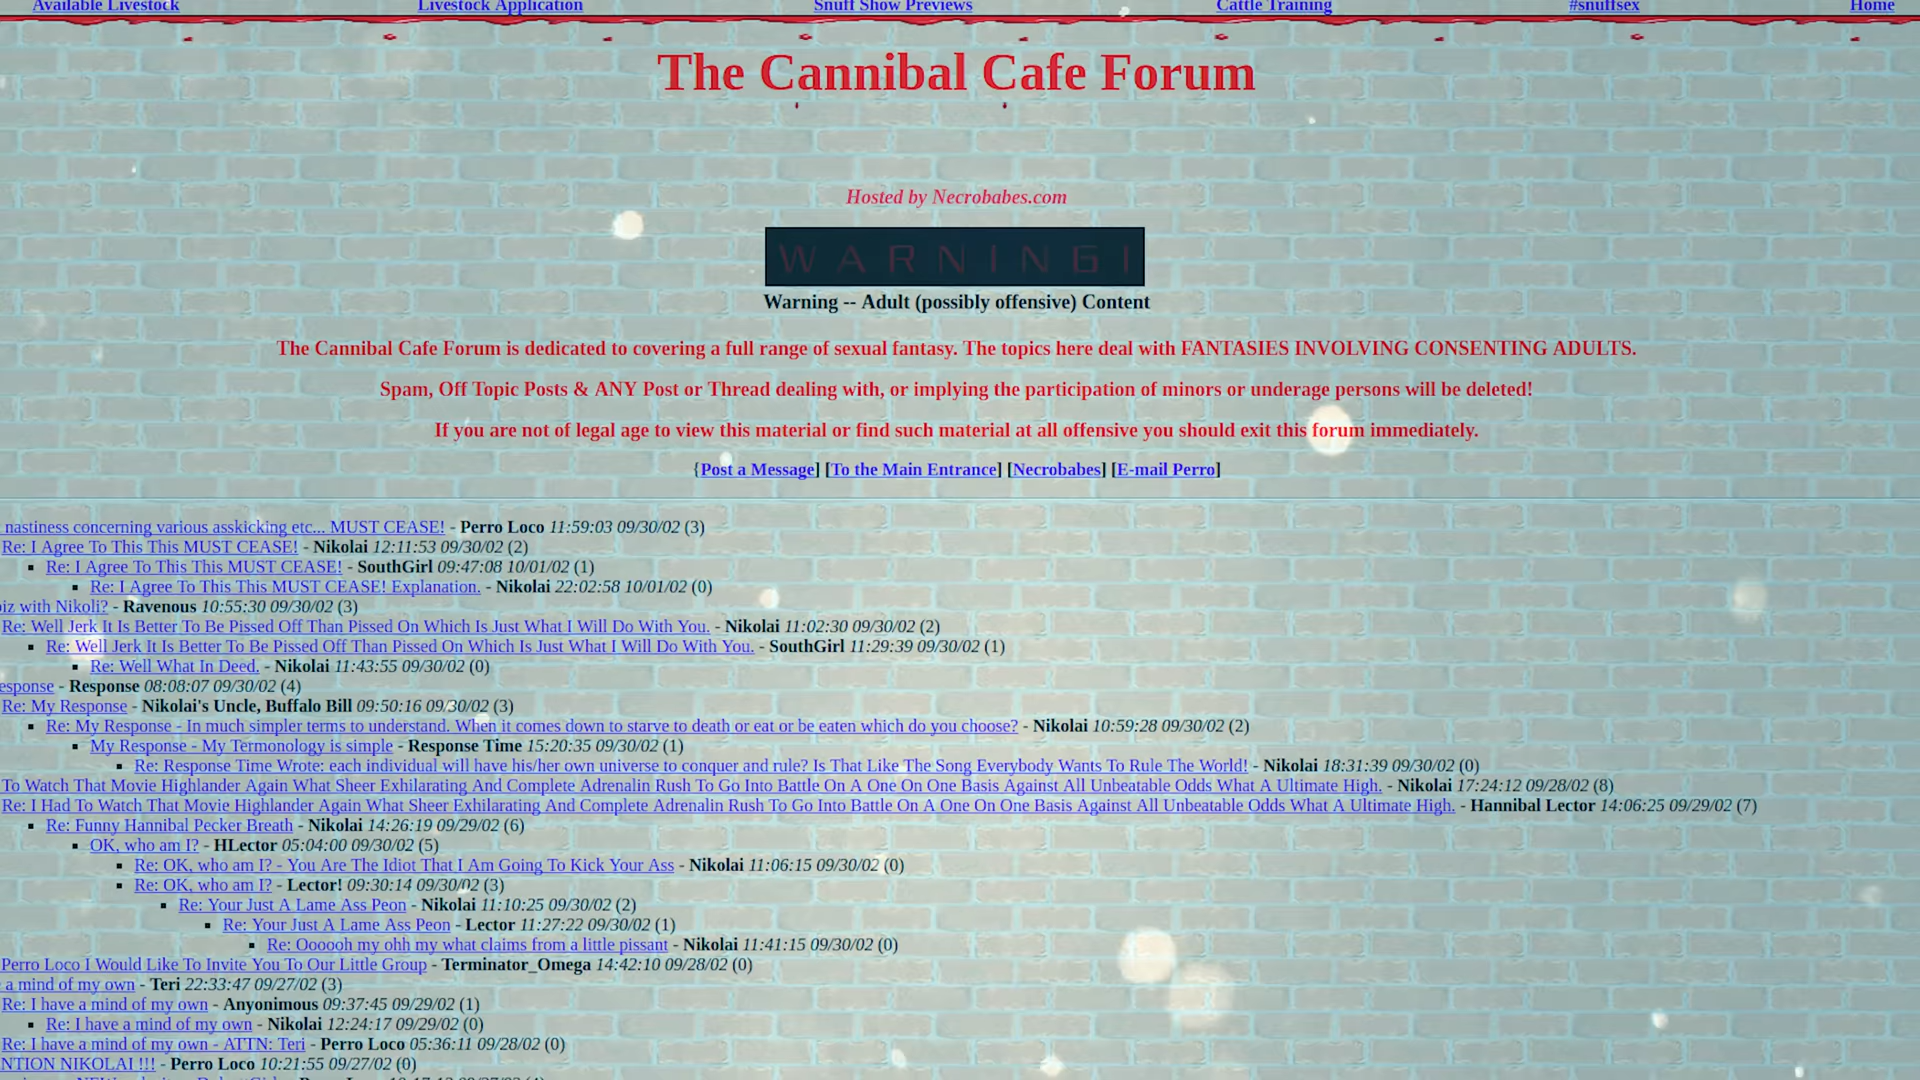 Available Livestock Livestock Application Snuff Show Previews Cattle Training #snuffsex Home
The Cannibal Cafe Forum
Hosted by Necrobabes.com
WARNING!
Warning -- Adult (possibly offensive) Content
The Cannibal Cafe Forum is dedicated to covering a full range of sexual fantasy. The topics here deal with FANTASIES INVOLVING CONSENTING ADULTS.
Spam, Off Topic Posts & ANY Post or Thread dealing with, or implying the participation of minors or underage persons will be deleted!
If you are not of legal age to view this material or find such material at all offensive you should exit this forum immediately.
{Post a Message] [To the Main Entrance] [Necrobabes] [E-mail Perro]
nastiness concerning various asskicking etc... MUST CEASE! - Perro Loco 11:59:03 09/30/02 (3)
Re: I Agree To This This MUST CEASE! - Nikolai 12:11:53 09/30/02 (2)
Re: I Agree To This This MUST CEASE! - SouthGirl 09:47:08 10/01/02 (1)
Re: I Agree To This This MUST CEASE! Explanation. - Nikolai 22:02:58 10/01/02 (0)
with Nikoli? - Ravenous 10:55:30 09/30/02 (3)
Re: Well Jerk It Is Better To Be Pissed Off Than Pissed On Which Is Just What I Will Do With You. - Nikolai 11:02:30 09/30/02 (2)
Re: Well Jerk It Is Better To Be Pissed Off Than Pissed On Which Is Just What I Will Do With You. - SouthGirl 11:29:39 09/30/02 (1)
Re: Well What In Deed. - Nikolai 11:43:55 09/30/02 (0)
esponse - Response 08:08:07 09/30/02 (4)
Re: My Response - Nikolai's Uncle, Buffalo Bill 09:50:16 09/30/02 (3)
Re: My Response - In much simpler terms to understand. When it comes down to starve to death or eat or be eaten which do you choose? - Nikolai 10:59:28 09/30/02 (2)
My Response - My Termonology is simple - Response Time 15:20:35 09/30/02 (1)
Re: Response Time Wrote: each individual will have his/her own universe to conquer and rule? Is That Like The Song Everybody Wants To Rule The World! - Nikolai 18:31:39 09/30/02 (0)
To Watch That Movie Highlander Again What Sheer Exhilarating And Complete Adrenalin Rush To Go Into Battle On A One On One Basis Against All Unbeatable Odds What A Ultimate High. - Nikolai 17:24:12 09/28/02 (8)
Re: I Had To Watch That Movie Highlander Again What Sheer Exhilarating And Complete Adrenalin Rush To Go Into Battle On A One On One Basis Against All Unbeatable Odds What A Ultimate High. - Hannibal Lector 14:06:25 09/29/02 (7)
Re: Funny Hannibal Pecker Breath - Nikolai 14:26:19 09/29/02 (6)
OK, who am I? - HLector 05:04:00 09/30/02 (5)
Re: OK, who am I? - You Are The Idiot That I Am Going To Kick Your Ass - Nikolai 11:06:15 09/30/02 (0)
Re: OK, who am I? - Lector! 09:30:14 09/30/02 (3)
Re: Your Just A Lame Ass Peon - Nikolai 11:10:25 09/30/02 (2)
Re: Your Just A Lame Ass Peon - Lector 11:27:22 09/30/02 (1)
Re: Oooooh my ohh my what claims from a little pissant - Nikolai 11:41:15 09/30/02 (0)
Perro Loco I Would Like To Invite You To Our Little Group - Terminator_Omega 14:42:10 09/28/02 (0)
a mind of my own - Teri 22:33:47 09/27/02 (3)
Re: I have a mind of my own - Anyonimous 09:37:45 09/29/02 (1)
Re: I have a mind of my own - Nikolai 12:24:17 09/29/02 (0)
Re: I have a mind of my own - ATTN: Teri - Perro Loco 05:36:11 09/28/02 (0)
NTION NIKOLAI !!! - Perro Loco 10:21:55 09/27/02 (0)